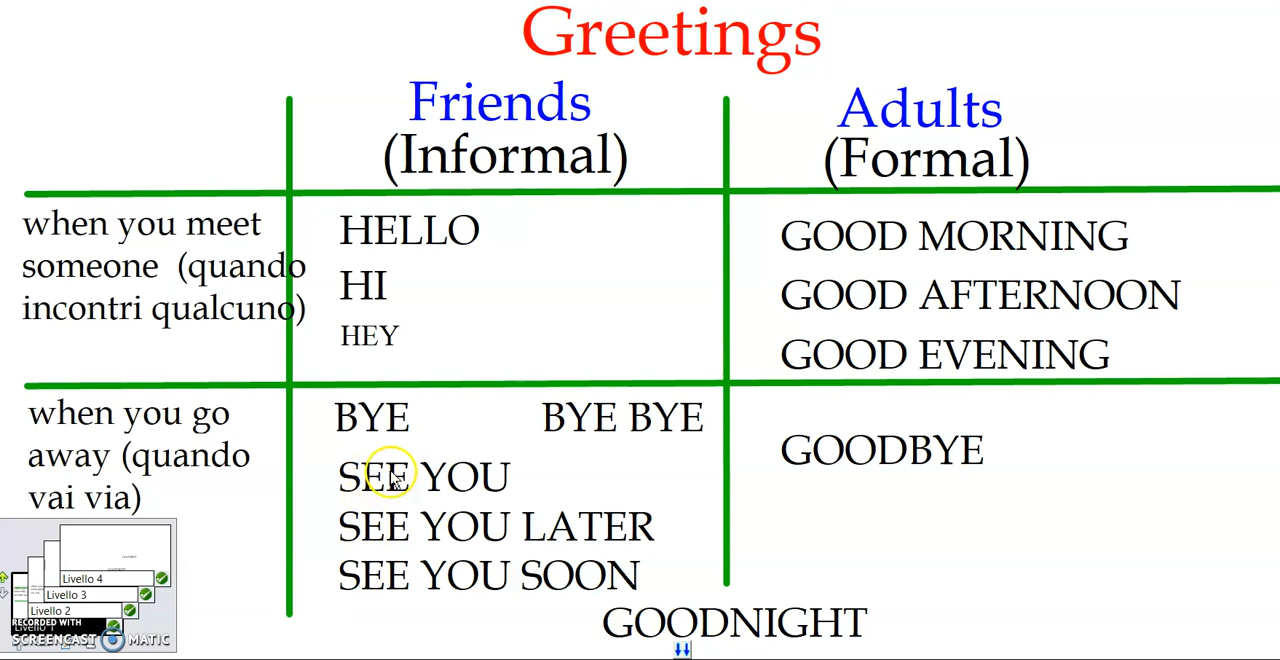 Greetings
Friends
(Informal)
Adults
(Formal)
when you meet
someone (quando
incontri qualcuno)
HELLO
HI
HEY
GOOD MORNING
GOOD AFTERNOON
GOOD EVENING
when you go
away (quando
vai via)
BYE BYE BYE
SEE YOU
SEE YOU LATER
SEE YOU SOON
GOODBYE
GOODNIGHT
Livello 4
Livello 3
Livello 2
Livello 1
RECORDED WITH
SCREENCAST MATIC